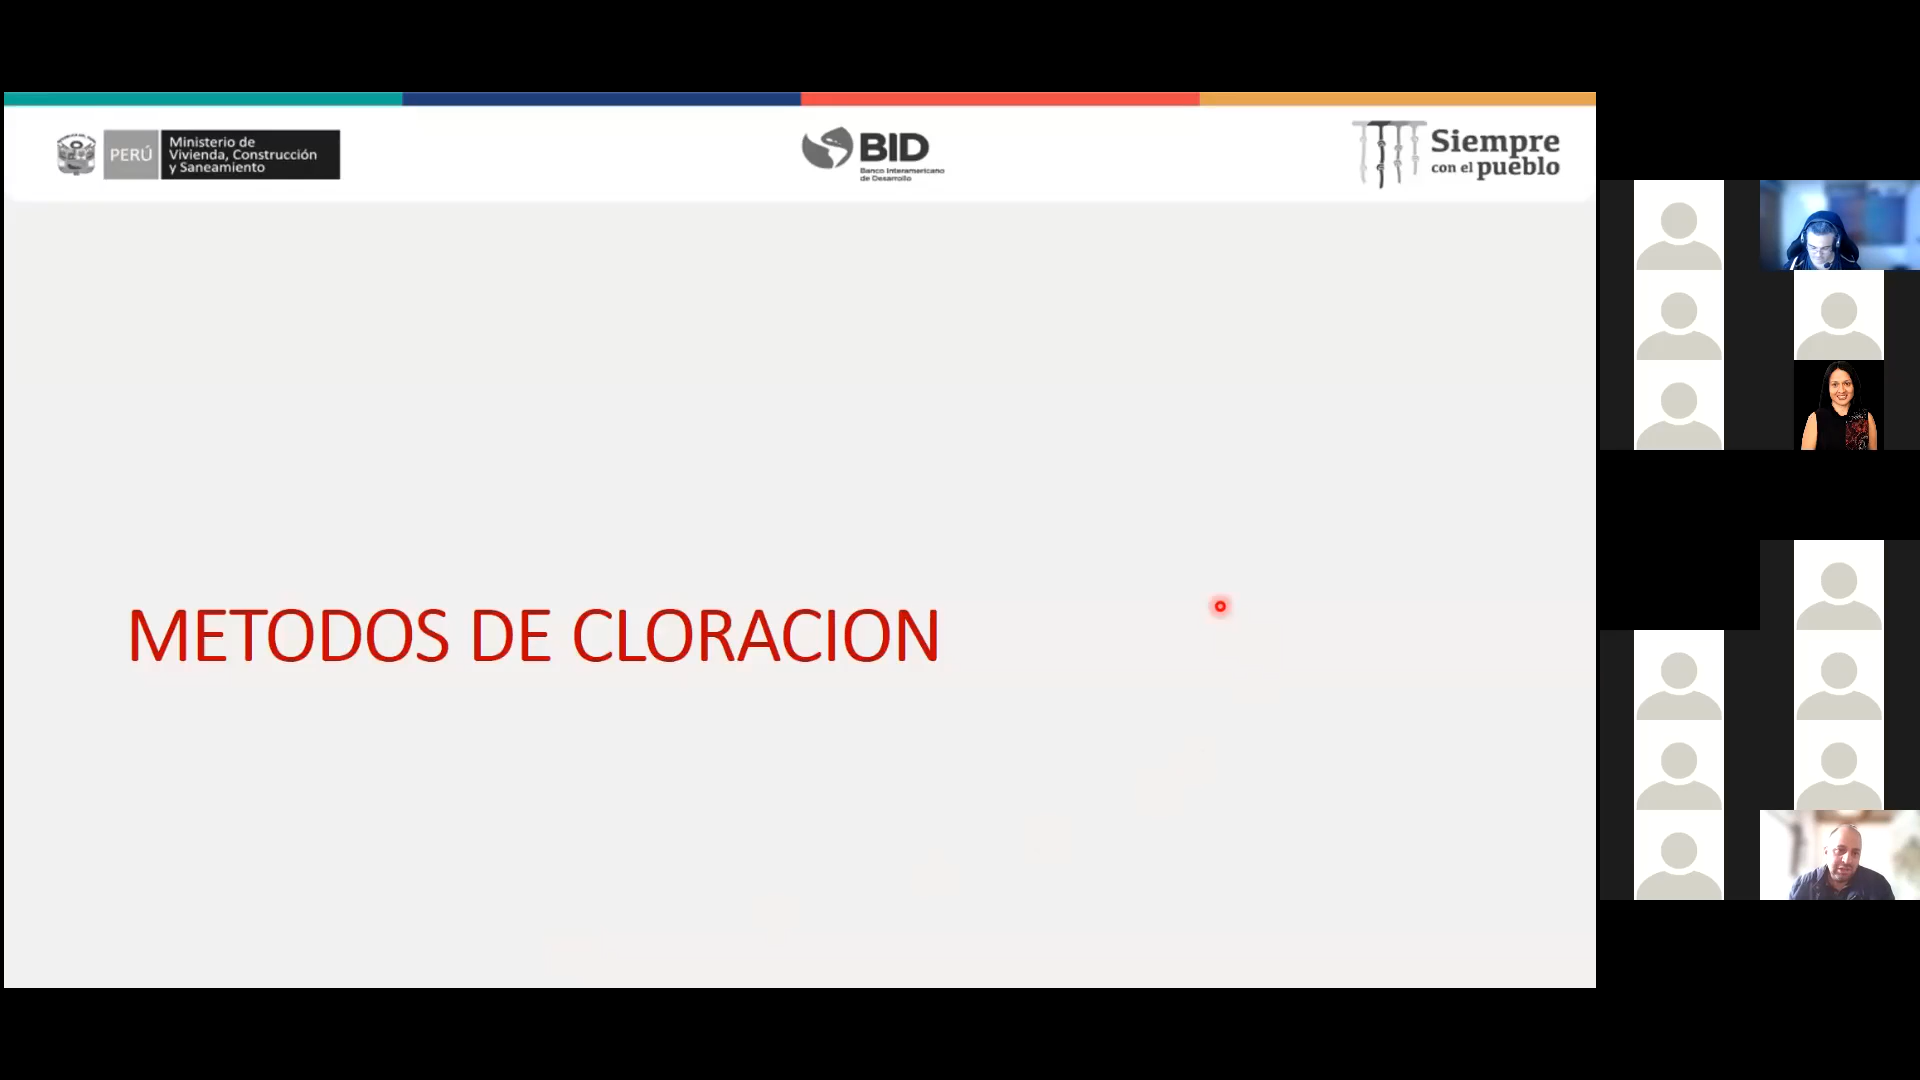 PERÚ
Ministerio de
Vivienda, Construcción
y Saneamiento
BID
Banco Interamericano
de Desarrollo
Siempre
con el pueblo
METODOS DE CLORACION